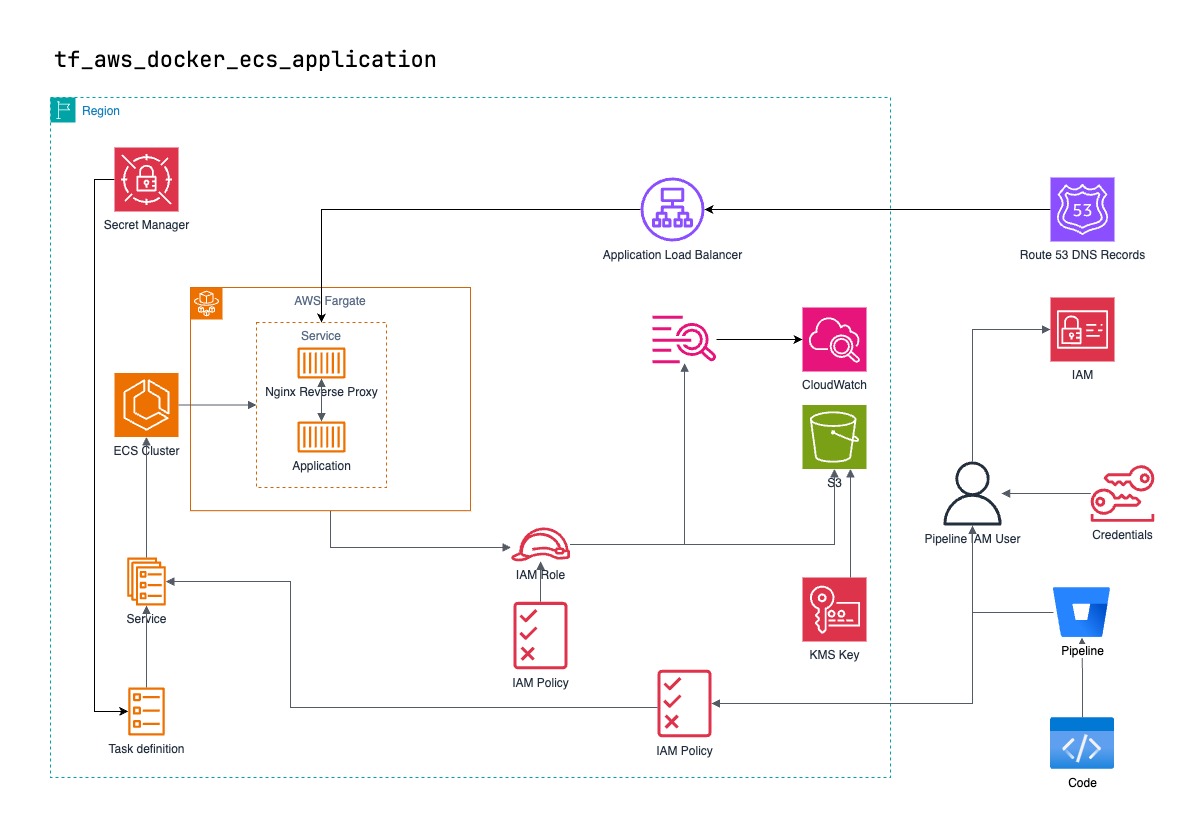 tf_aws_docker_ecs_application
Region
Secret Manager
Application Load Balancer
53
Route 53 DNS Records
AWS Fargate
Service
Nginx Reverse Proxy
Application
ECS Cluster
CloudWatch
S3
IAM
Pipeline IAM User
Credentials
IAM Role
IAM Policy
KMS Key
Service
Task definition
IAM Policy
Pipeline
Code